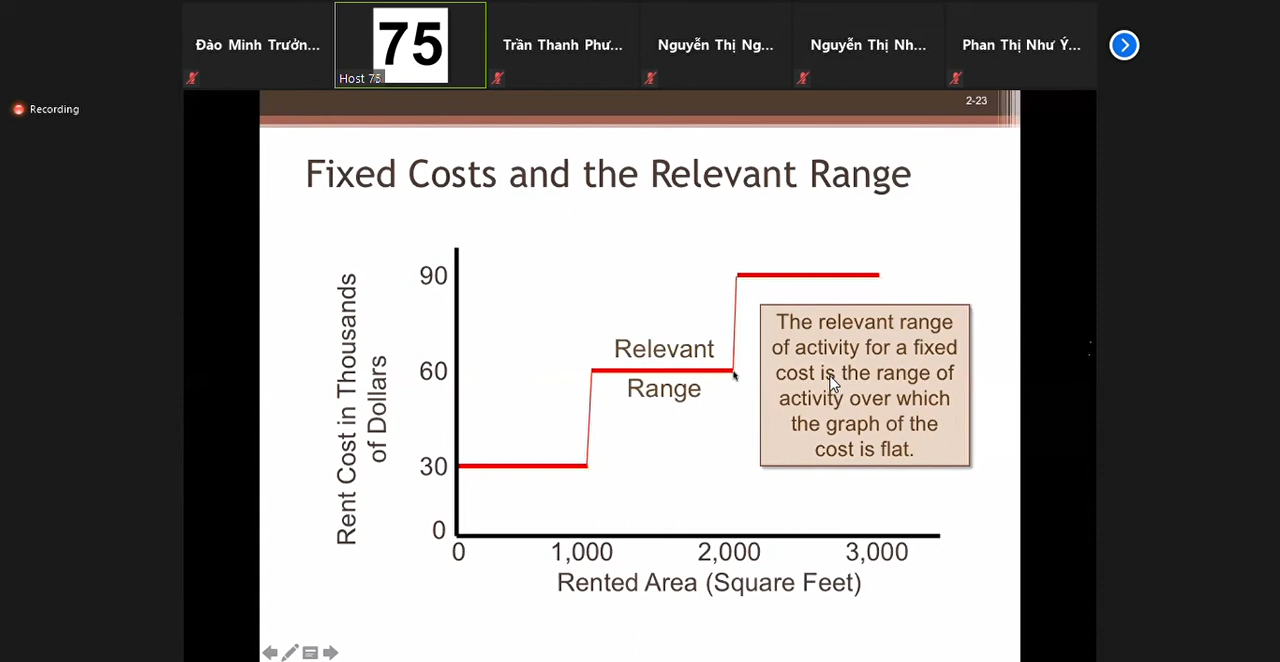 Đào Minh Trưởn...
75
Host 75
Trần Thanh Phư...
Nguyễn Thị Ng...
Nguyễn Thị Nh...
Phan Thị Như Ý...
Recording
2-23
Fixed Costs and the Relevant Range
Rent Cost in Thousands
of Dollars
90
60
30
0
Relevant
Range
The relevant range
of activity for a fixed
cost is the range of
activity over which
the graph of the
cost is flat.
0 1,000 2,000 3,000
Rented Area (Square Feet)